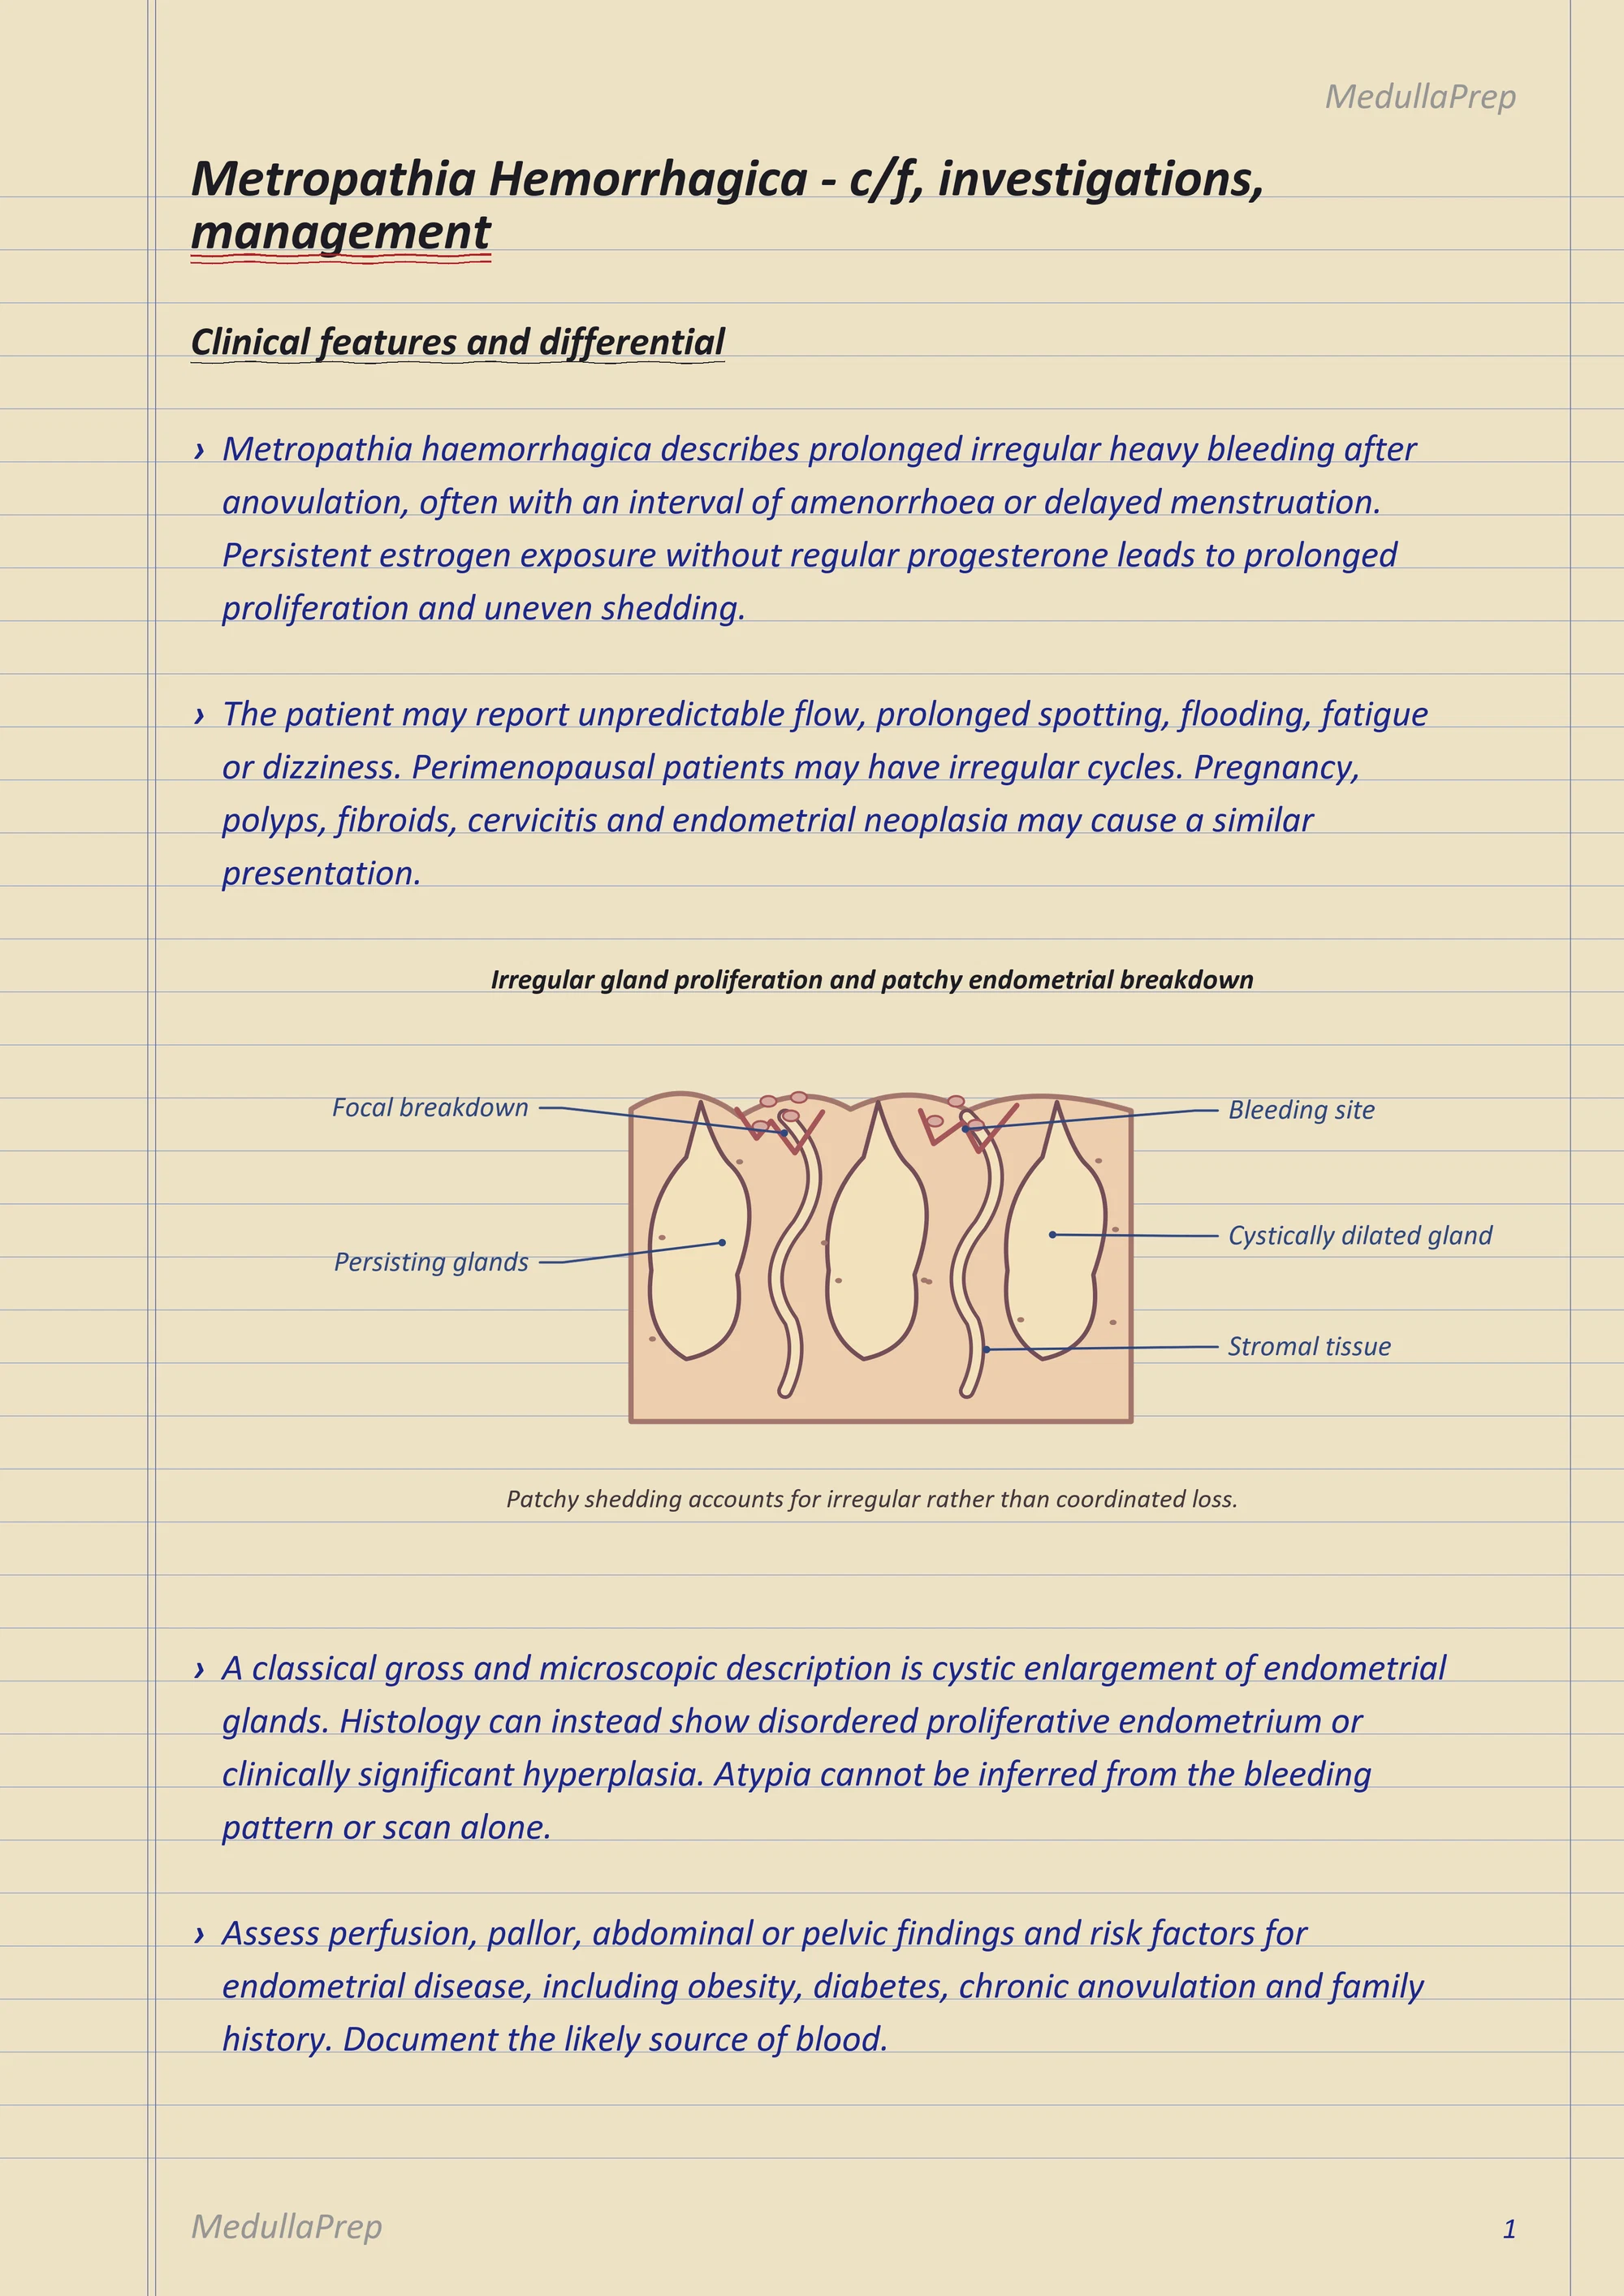 MedullaPrep
Metropathia Hemorrhagica - c/f, investigations,
management
Clinical features and differential
› Metropathia haemorrhagica describes prolonged irregular heavy bleeding after
anovulation, often with an interval of amenorrhoea or delayed menstruation.
Persistent estrogen exposure without regular progesterone leads to prolonged
proliferation and uneven shedding.
› The patient may report unpredictable flow, prolonged spotting, flooding, fatigue
or dizziness. Perimenopausal patients may have irregular cycles. Pregnancy,
polyps, fibroids, cervicitis and endometrial neoplasia may cause a similar
presentation.
Irregular gland proliferation and patchy endometrial breakdown
Focal breakdown
Bleeding site
Persisting glands
Cystically dilated gland
Stromal tissue
Patchy shedding accounts for irregular rather than coordinated loss.
› A classical gross and microscopic description is cystic enlargement of endometrial
glands. Histology can instead show disordered proliferative endometrium or
clinically significant hyperplasia. Atypia cannot be inferred from the bleeding
pattern or scan alone.
› Assess perfusion, pallor, abdominal or pelvic findings and risk factors for
endometrial disease, including obesity, diabetes, chronic anovulation and family
history. Document the likely source of blood.
MedullaPrep
1